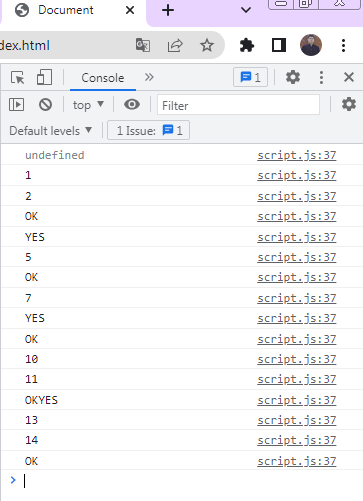 Document
dex.html
Console
1
top
Filter
Default levels
1 Issue: 1
undefined script.js:37
1 script.js:37
2 script.js:37
OK script.js:37
YES script.js:37
5 script.js:37
OK script.js:37
7 script.js:37
YES script.js:37
OK script.js:37
10 script.js:37
11 script.js:37
OKYES script.js:37
13 script.js:37
14 script.js:37
OK script.js:37